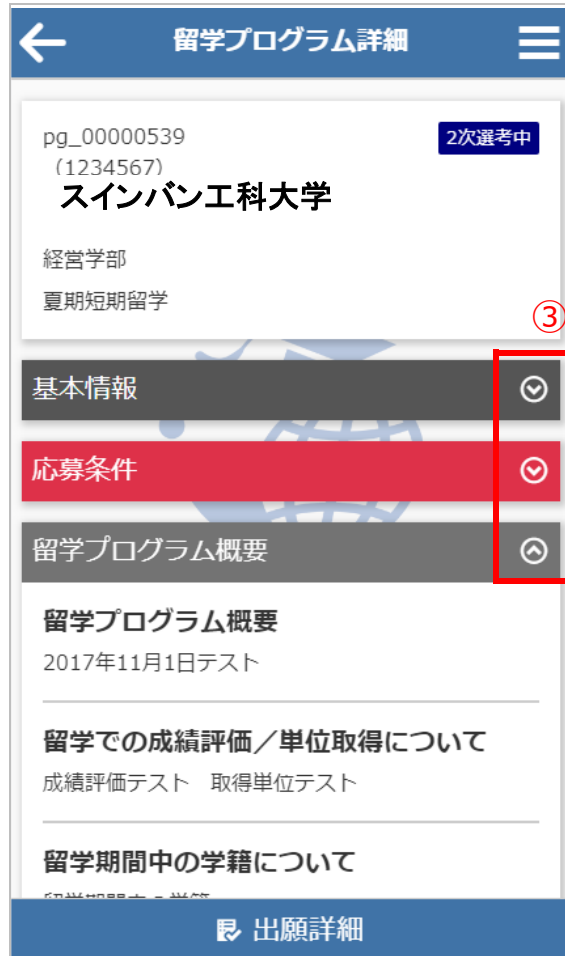 留学プログラム詳細
pg_00000539
2次選考中
（1234567）
スインバン工科大学
経営学部
夏期短期留学
③
基本情報
応募条件
留学プログラム概要
留学プログラム概要
2017年11月1日テスト
留学での成績評価／単位取得について
成績評価テスト　取得単位テスト
留学期間中の学籍について
出願詳細